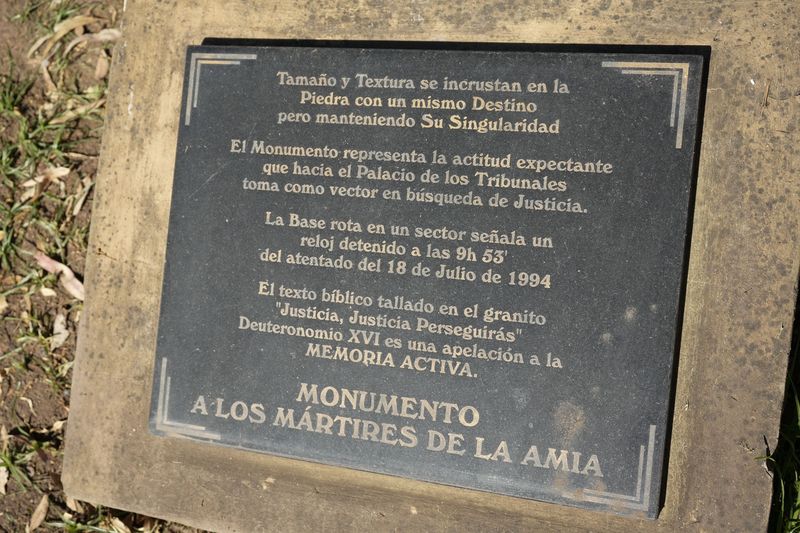 Tamaño y Textura se incrustan en la
Piedra con un mismo Destino
pero manteniendo Su Singularidad
El Monumento representa la actitud expectante
que hacia el Palacio de los Tribunales
toma como vector en búsqueda de Justicia.
La Base rota en un sector señala un
reloj detenido a las 9h 53'
del atentado del 18 de Julio de 1994
El texto bíblico tallado en el granito
"Justicia, Justicia Perseguirás"
Deuteronomio XVI es una apelación a la
MEMORIA ACTIVA.
MONUMENTO
A LOS MÁRTIRES DE LA AMIA